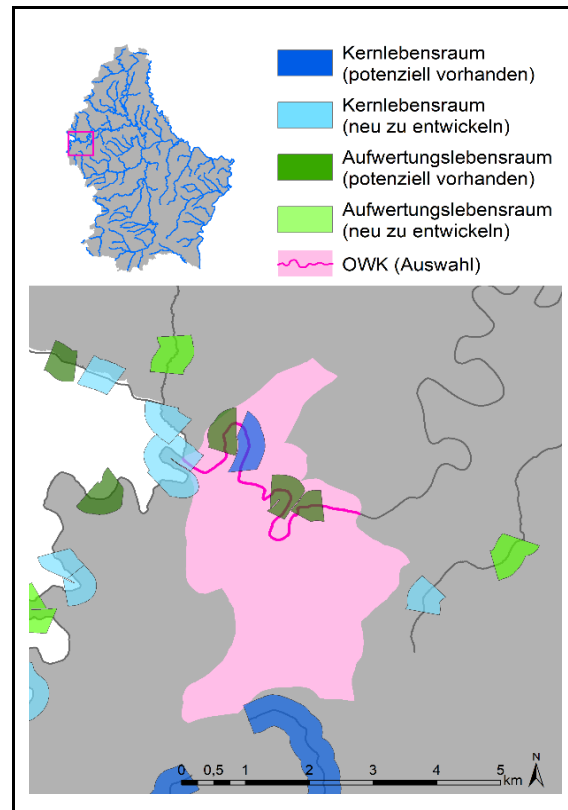 Kernlebensraum
(potenziell vorhanden)
Kernlebensraum
(neu zu entwickeln)
Aufwertungslebensraum
(potenziell vorhanden)
Aufwertungslebensraum
(neu zu entwickeln)
OWK (Auswahl)
0 0,5 1 2 3 4 5
km
N